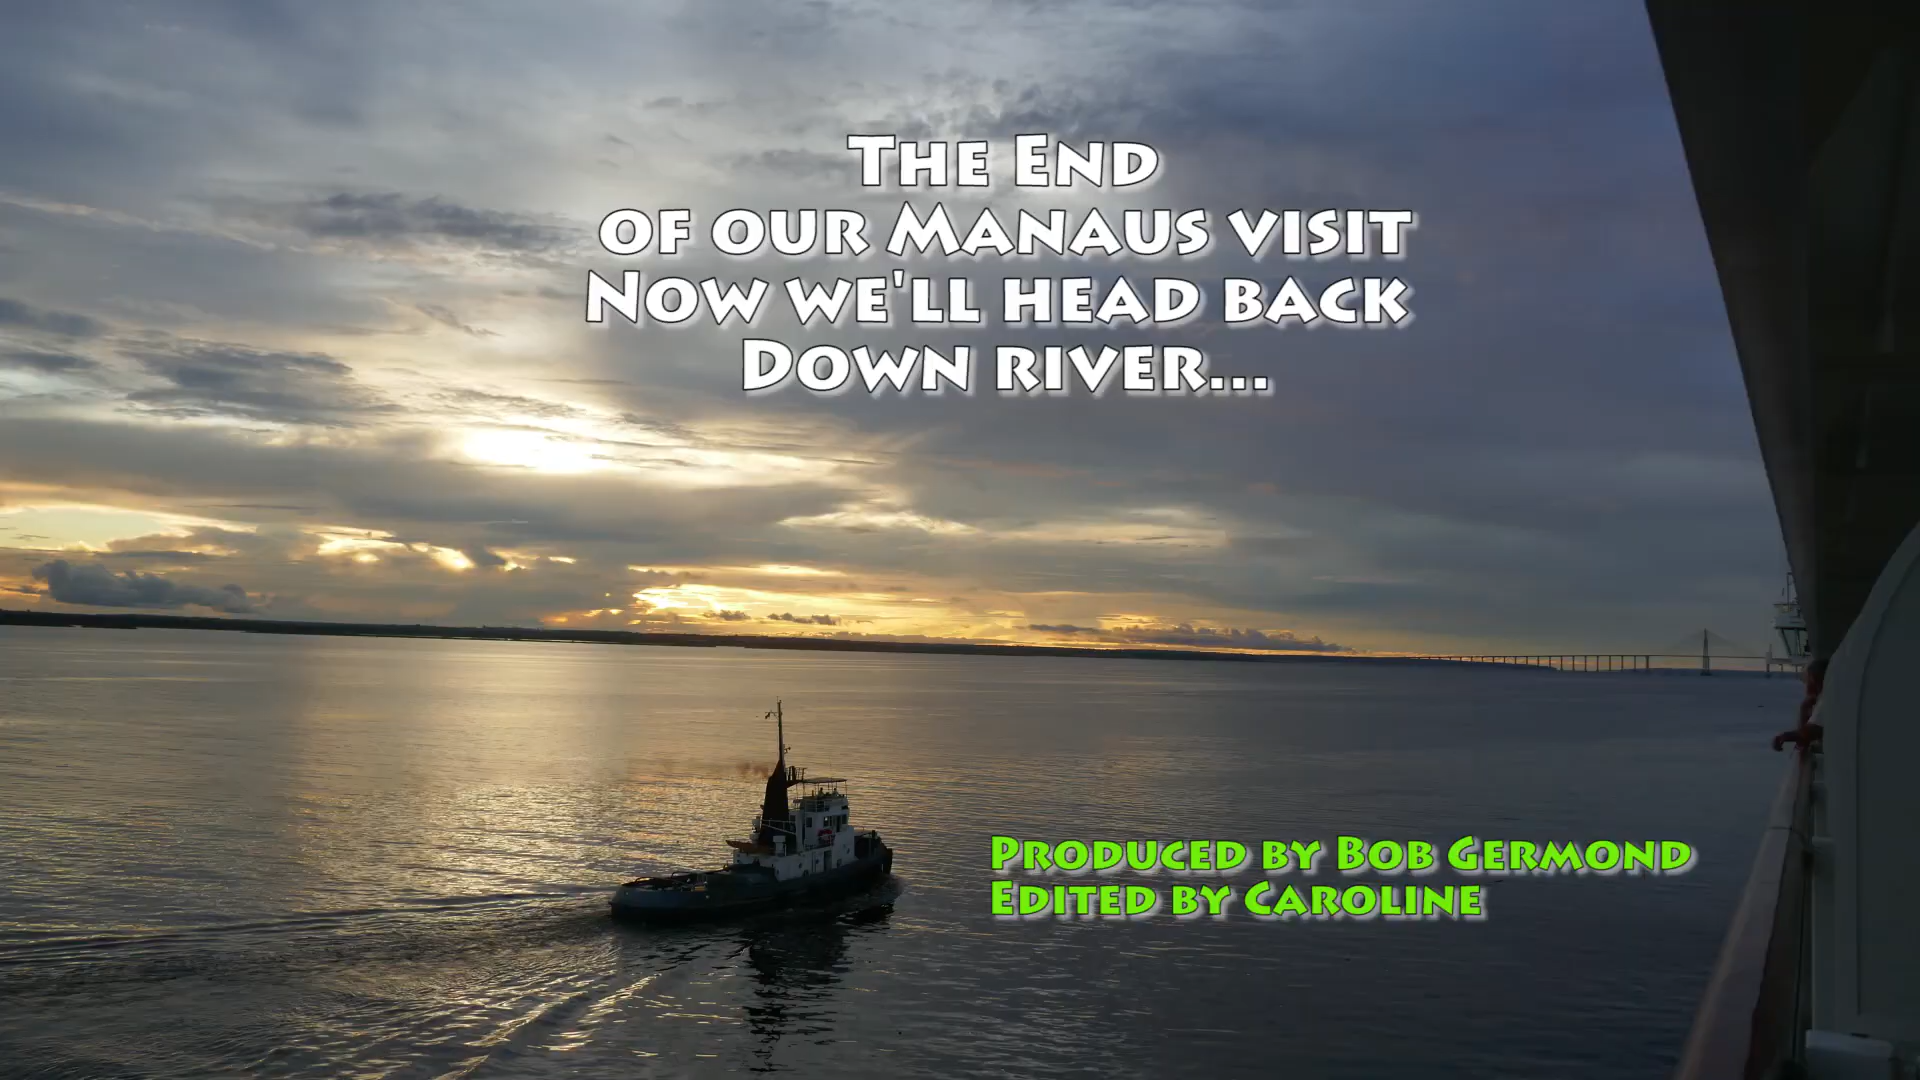 The End
of our Manaus visit
Now we'll head back
Down river...
Produced by Bob Germond
Edited by Caroline